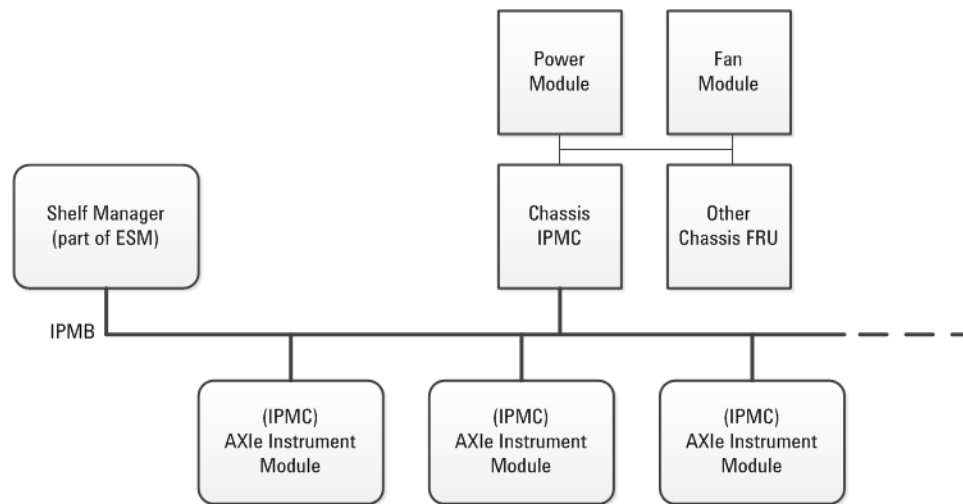 Power
Module
Fan
Module
Shelf Manager
(part of ESM)
Chassis
IPMC
Other
Chassis FRU
IPMB
(IPMC)
AXIe Instrument
Module
(IPMC)
AXIe Instrument
Module
(IPMC)
AXIe Instrument
Module